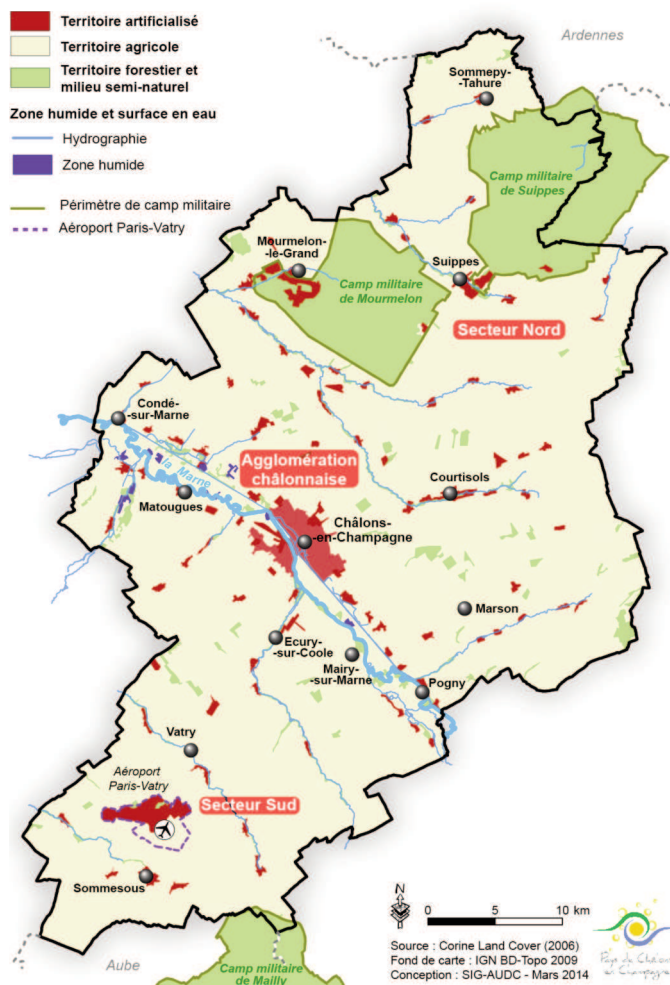 Territoire artificialisé
Territoire agricole
Territoire forestier et
milieu semi-naturel
Zone humide et surface en eau
Hydrographie
Zone humide
Périmètre de camp militaire
Aéroport Paris-Vatry
Ardennes
Sommepy-
-Tahure
Camp militaire
de Suippes
Mourmelon-
-le-Grand
Camp militaire
de Mourmelon
Suippes
Secteur Nord
Condé-
-sur-Marne
la Marne
Agglomération
châlonnaise
Matougues
Courtisols
Châlons-
-en-Champagne
Marson
Ecury-
-sur-Coole
Mairy-
-sur-Marne
Pogny
Vatry
Aéroport
Paris-Vatry
Secteur Sud
Sommesous
Aube
Camp militaire
de Mailly
N
0 5 10 km
Source : Corine Land Cover (2006)
Fond de carte : IGN BD-Topo 2009
Conception : SIG-AUDC - Mars 2014
Pays de Châlons
en Champagne